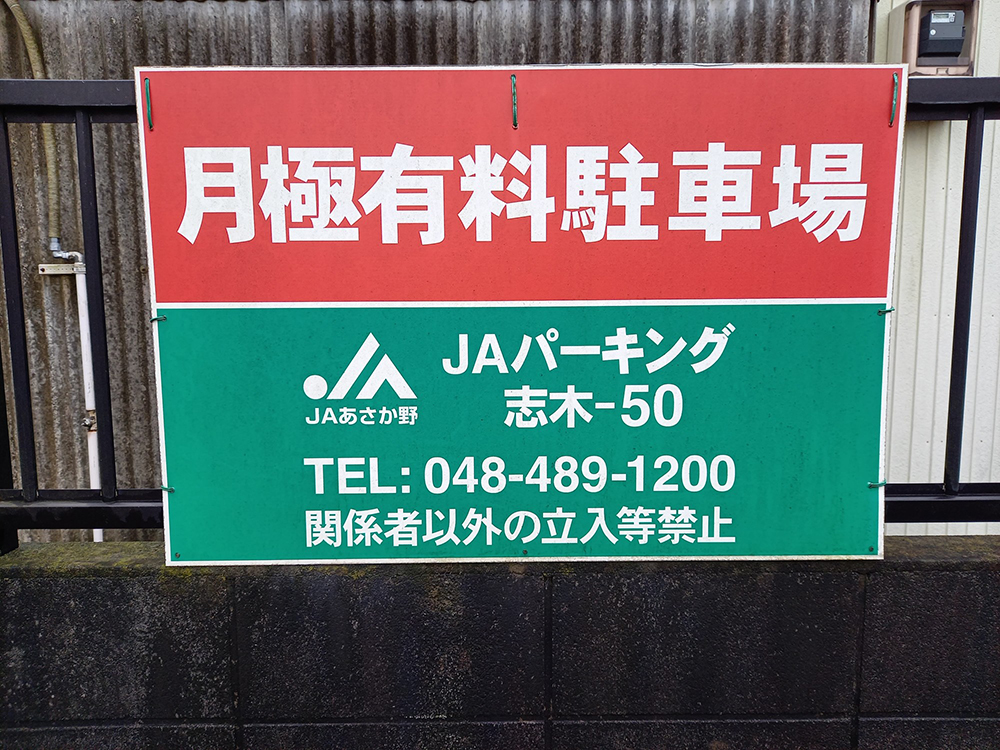 月極有料駐車場
JAパーキング
志木-50
JAあさか野
TEL: 048-489-1200
関係者以外の立入等禁止